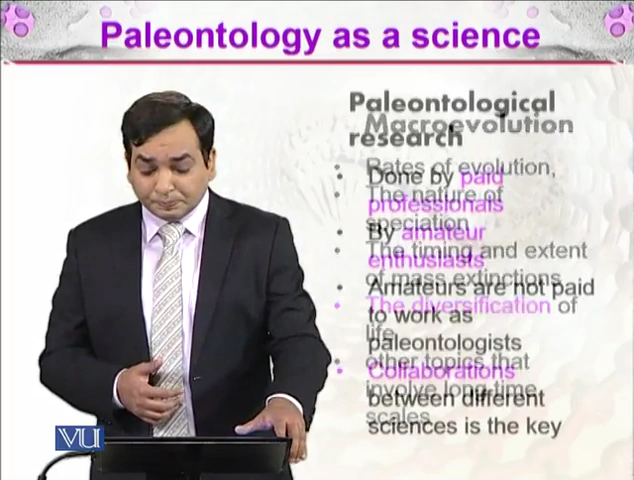 Paleontology as a science
Paleontological
research
• Done by paid
professionals
• By amateur
enthusiasts
• Amateurs are not paid
to work as
paleontologists
• Collaborations
between different
sciences is the key
Macroevolution
• Rates of evolution,
• The nature of
speciation
• The timing and extent
of mass extinctions
• The diversification of
life
• other topics that
involve long time
scales
VU